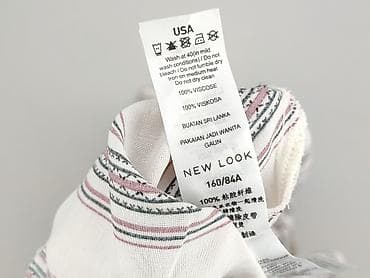 USA
Wash at 40on mild
wash conditions) / Do not
bleach / Do not tumble dry
Iron on medium heat
Do not dry clean
100% VISCOSE
100% VISKOSA
BUATAN SRI LANKA
PAKAIAN JADI WANITA
GAUN
NEW LOOK
160/84A
100% 粘胶纤维